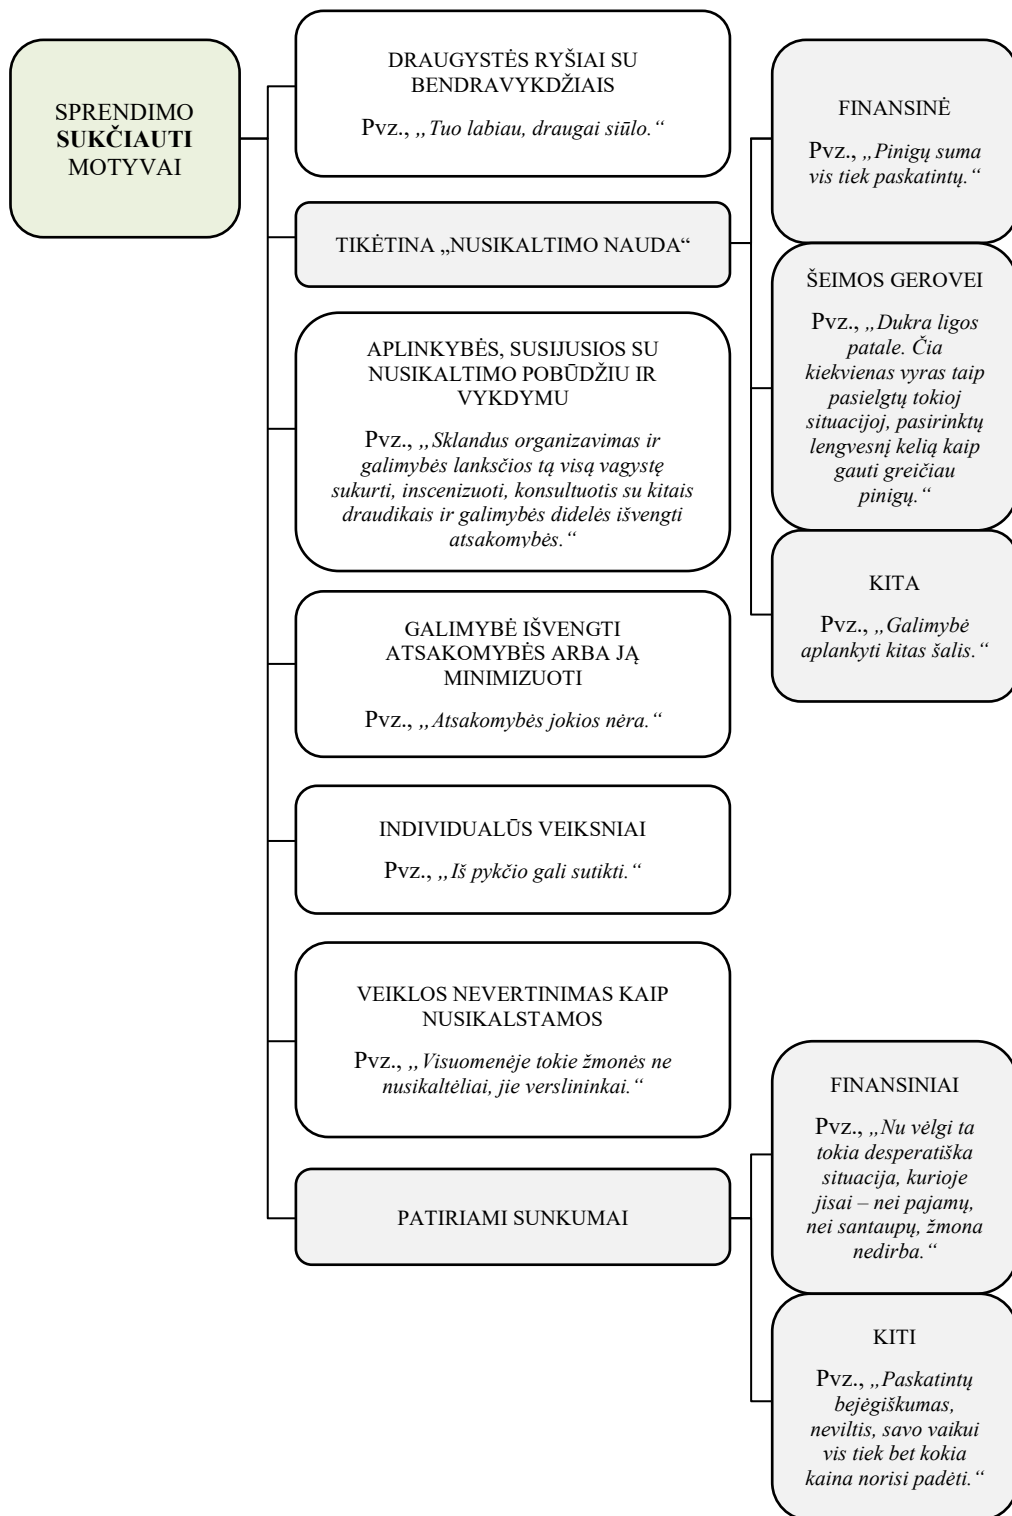 SPRENDIMO
SUKČIAUTI
MOTYVAI
DRAUGYSTĖS RYŠIAI SU
BENDRAVYKDŽIAIS
Pvz., „Tuo labiau, draugai siūlo.“
TIKĖTINA „NUSIKALTIMO NAUDA“
FINANSINĖ
Pvz., „Pinigų suma
vis tiek paskatintų.“
ŠEIMOS GEROVEI
Pvz., „Dukra ligos
patale. Čia
kiekvienas vyras taip
pasielgtų tokioj
situacijoj, pasirinktų
lengvesnį kelią kaip
gauti greičiau
pinigų.“
KITA
Pvz., „Galimybė
aplankyti kitas šalis.“
APLINKYBĖS, SUSIJUSIOS SU
NUSIKALTIMO POBŪDŽIU IR
VYKDYMU
Pvz., „Sklandus organizavimas ir
galimybės lanksčios tą visą vagystę
sukurti, inscenizuoti, konsultuotis su kitais
draudikais ir galimybės didelės išvengti
atsakomybės.“
GALIMYBĖ IŠVENGTI
ATSAKOMYBĖS ARBA JĄ
MINIMIZUOTI
Pvz., „Atsakomybės jokios nėra.“
INDIVIDUALŪS VEIKSNIAI
Pvz., „Iš pykčio gali sutikti.“
VEIKLOS NEVERTINIMAS KAIP
NUSIKALSTAMOS
Pvz., „Visuomenėje tokie žmonės ne
nusikaltėliai, jie verslininkai.“
PATIRIAMI SUNKUMAI
FINANSINIAI
Pvz., „Nu vėlgi ta
tokia desperatiška
situacija, kurioje
jisai – nei pajamų,
nei santaupų, žmona
nedirba.“
KITI
Pvz., „Paskatintų
bejėgiškumas,
neviltis, savo vaikui
vis tiek bet kokia
kaina norisi padėti.“